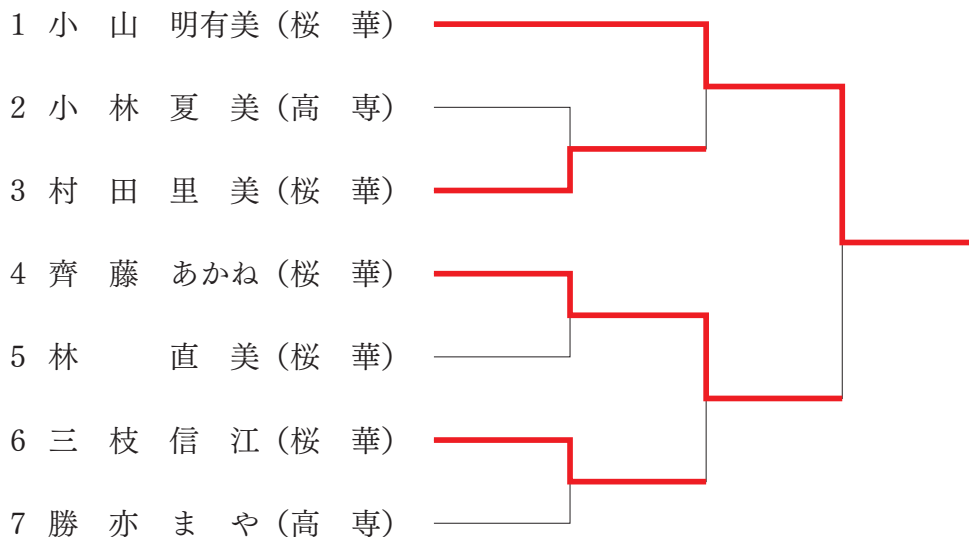 1 小 山 明有美（桜 華）
2 小 林 夏 美（高 専）
3 村 田 里 美（桜 華）
4 齊 藤 あかね（桜 華）
5 林 直 美（桜 華）
6 三 枝 信 江（桜 華）
7 勝 亦 ま や（高 専）